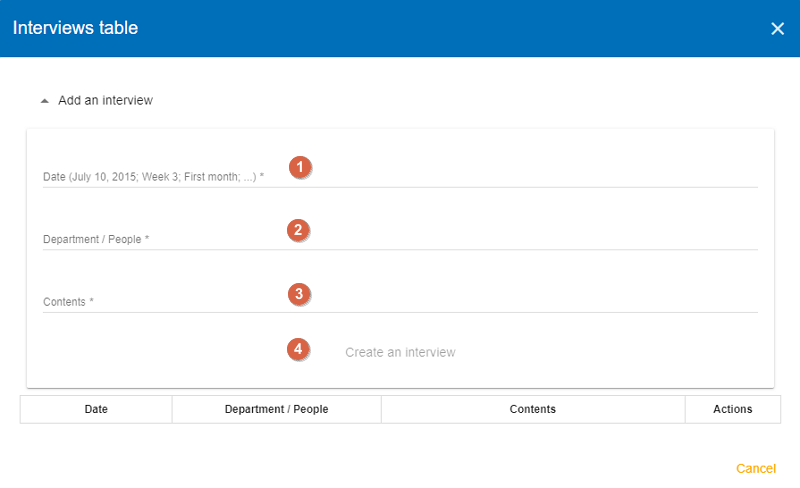 Interviews table
Add an interview
Date (July 10, 2015; Week 3; First month; ...) * 1
Department / People * 2
Contents * 3
4 Create an interview
Date Department / People Contents Actions
Cancel